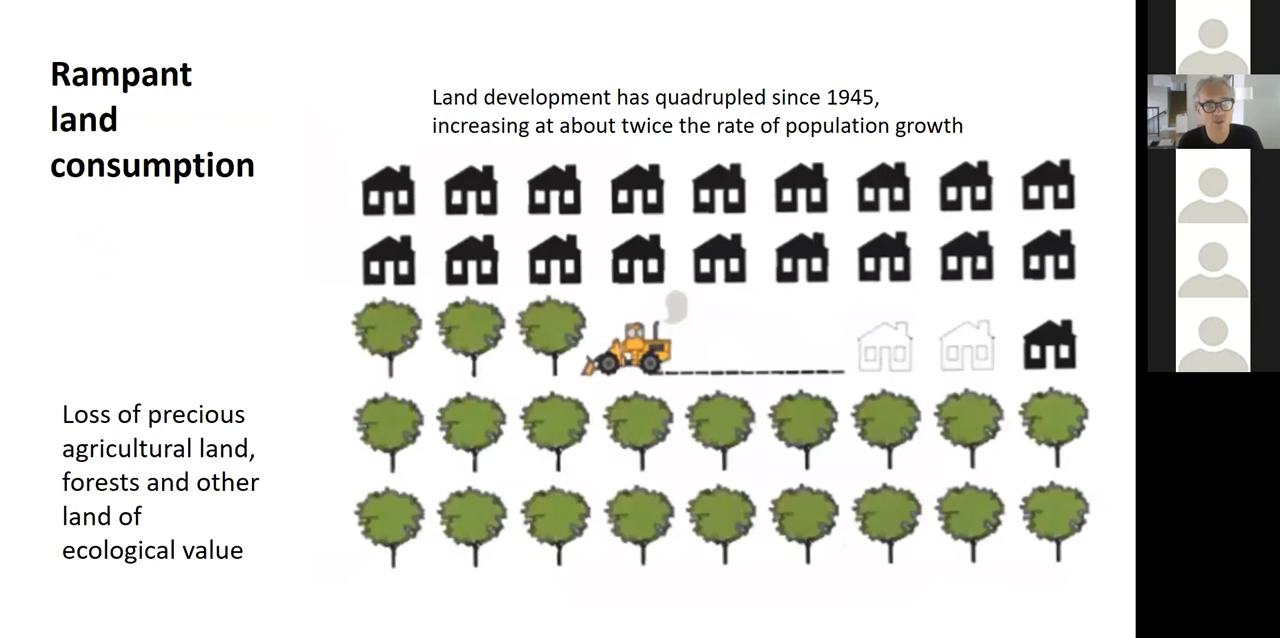 Rampant
land
consumption
Land development has quadrupled since 1945,
increasing at about twice the rate of population growth
Loss of precious
agricultural land,
forests and other
land of
ecological value